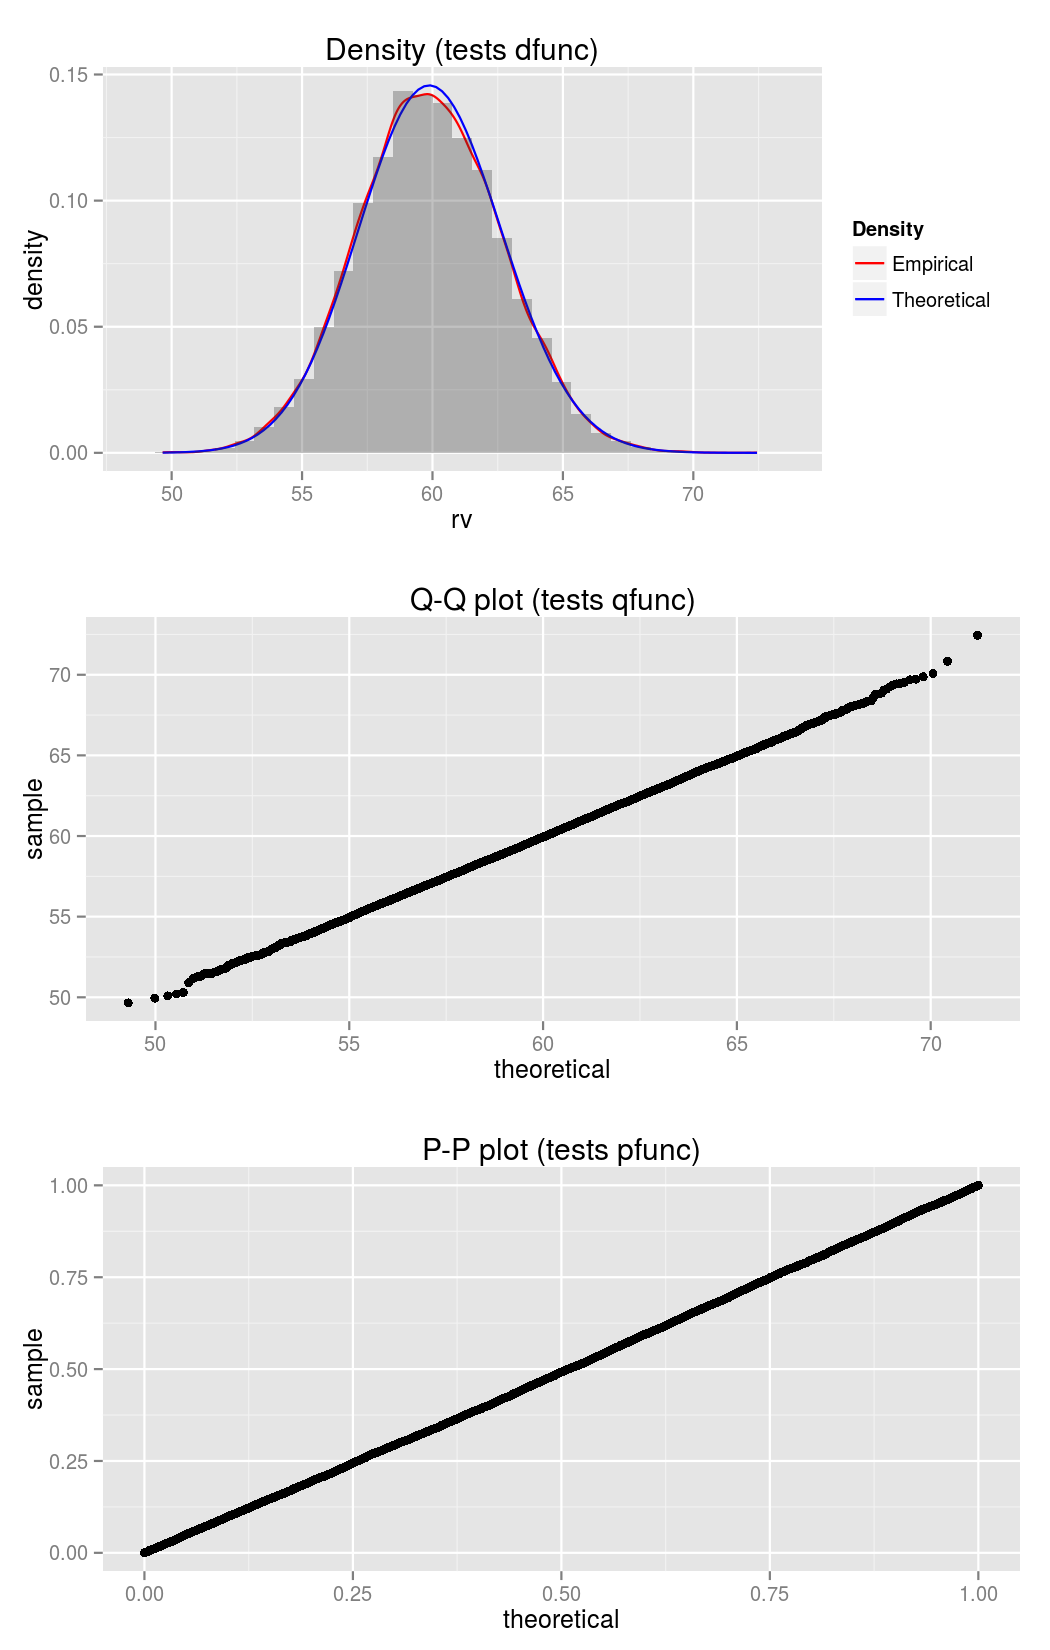 Density (tests dfunc)
0.15
0.10
0.05
0.00
density
50 55 60 65 70
rv
Density
Empirical
Theoretical
Q-Q plot (tests qfunc)
70
65
60
55
50
sample
50 55 60 65 70
theoretical
P-P plot (tests pfunc)
1.00
0.75
0.50
0.25
0.00
sample
0.00 0.25 0.50 0.75 1.00
theoretical